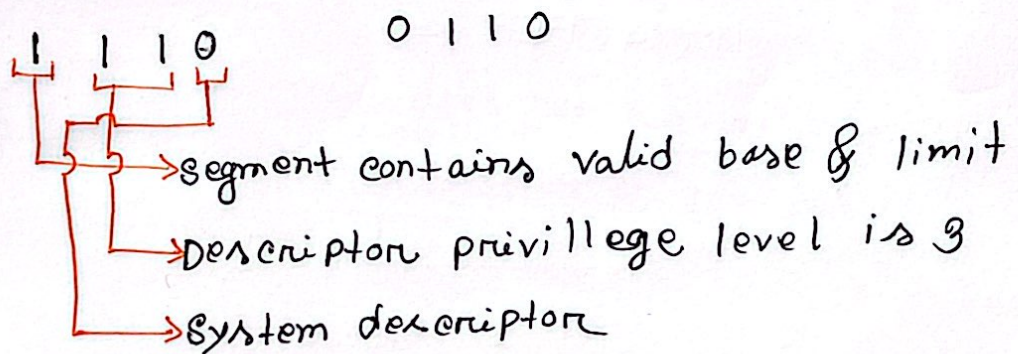 1 1 1 0 0 1 1 0
segment contains valid base & limit
Descriptor privillege level is 3
System descriptor